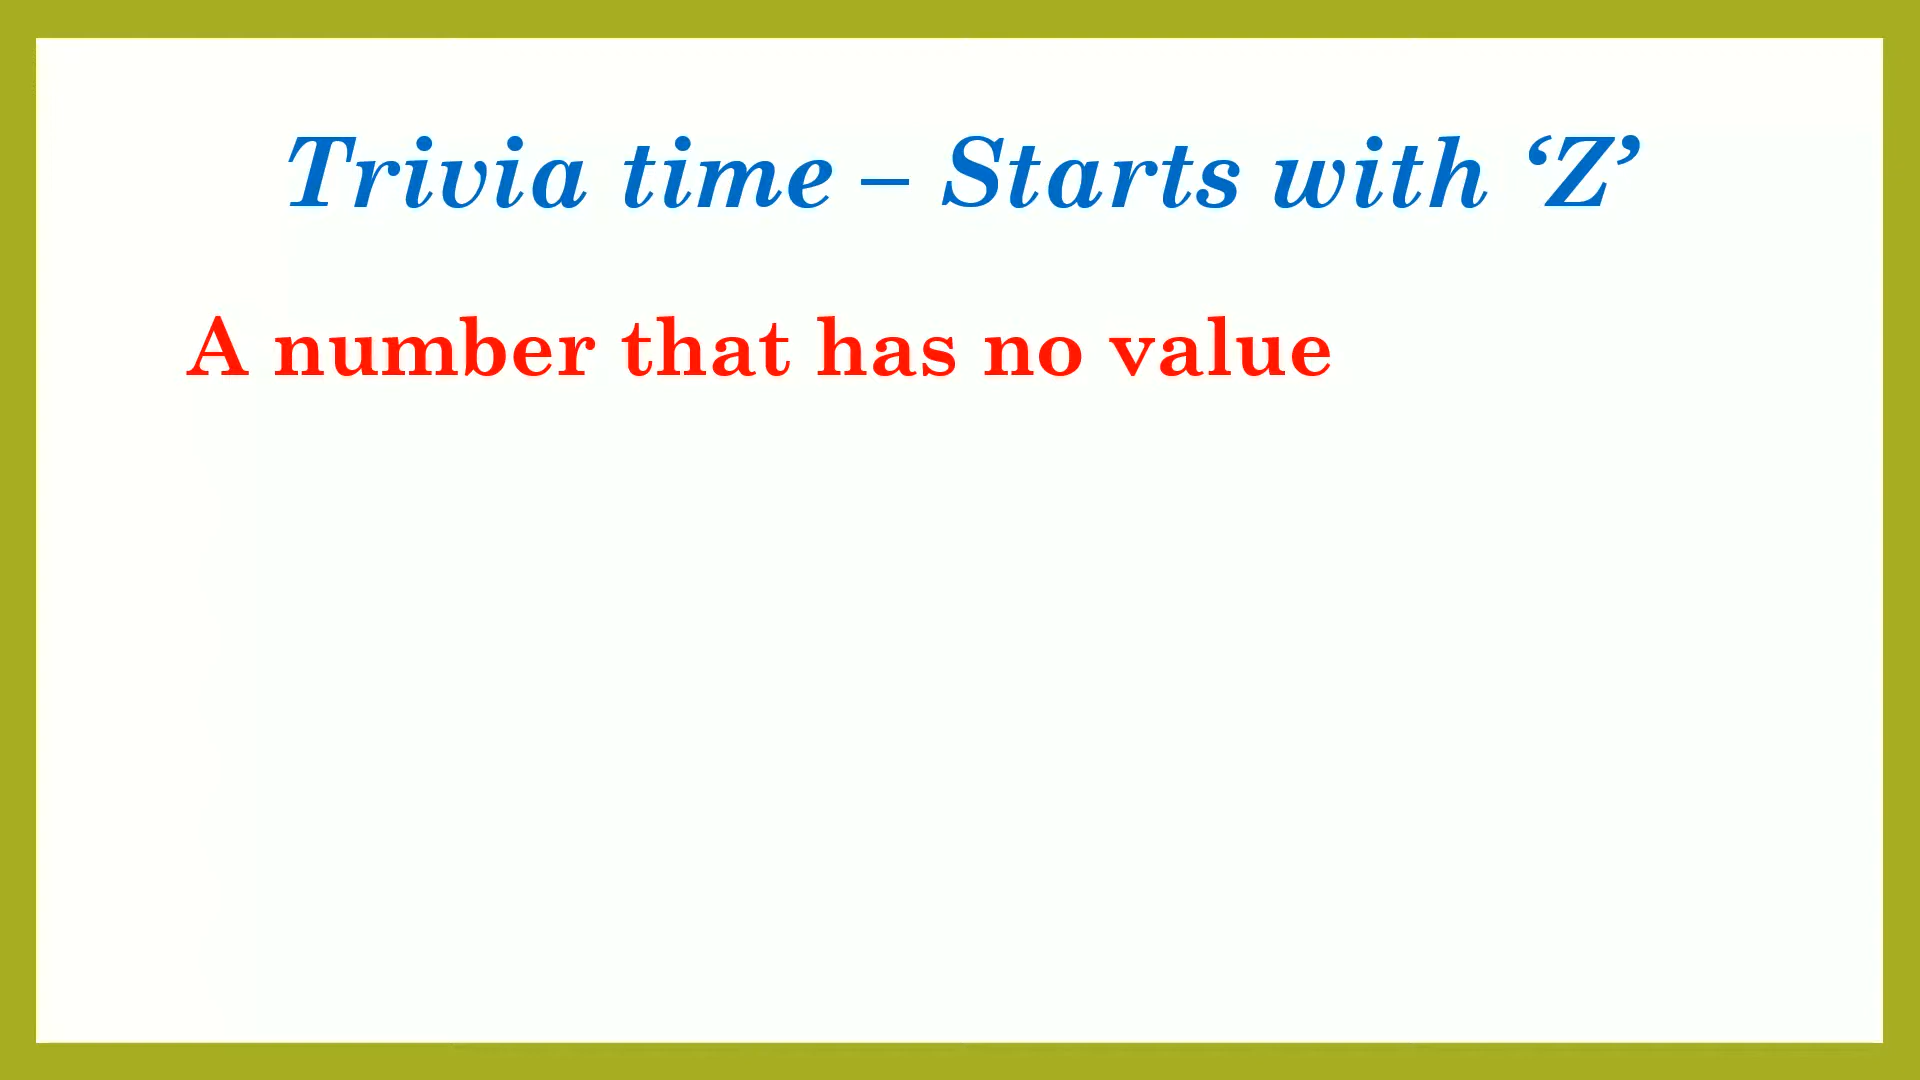 Trivia time – Starts with ‘Z’
A number that has no value